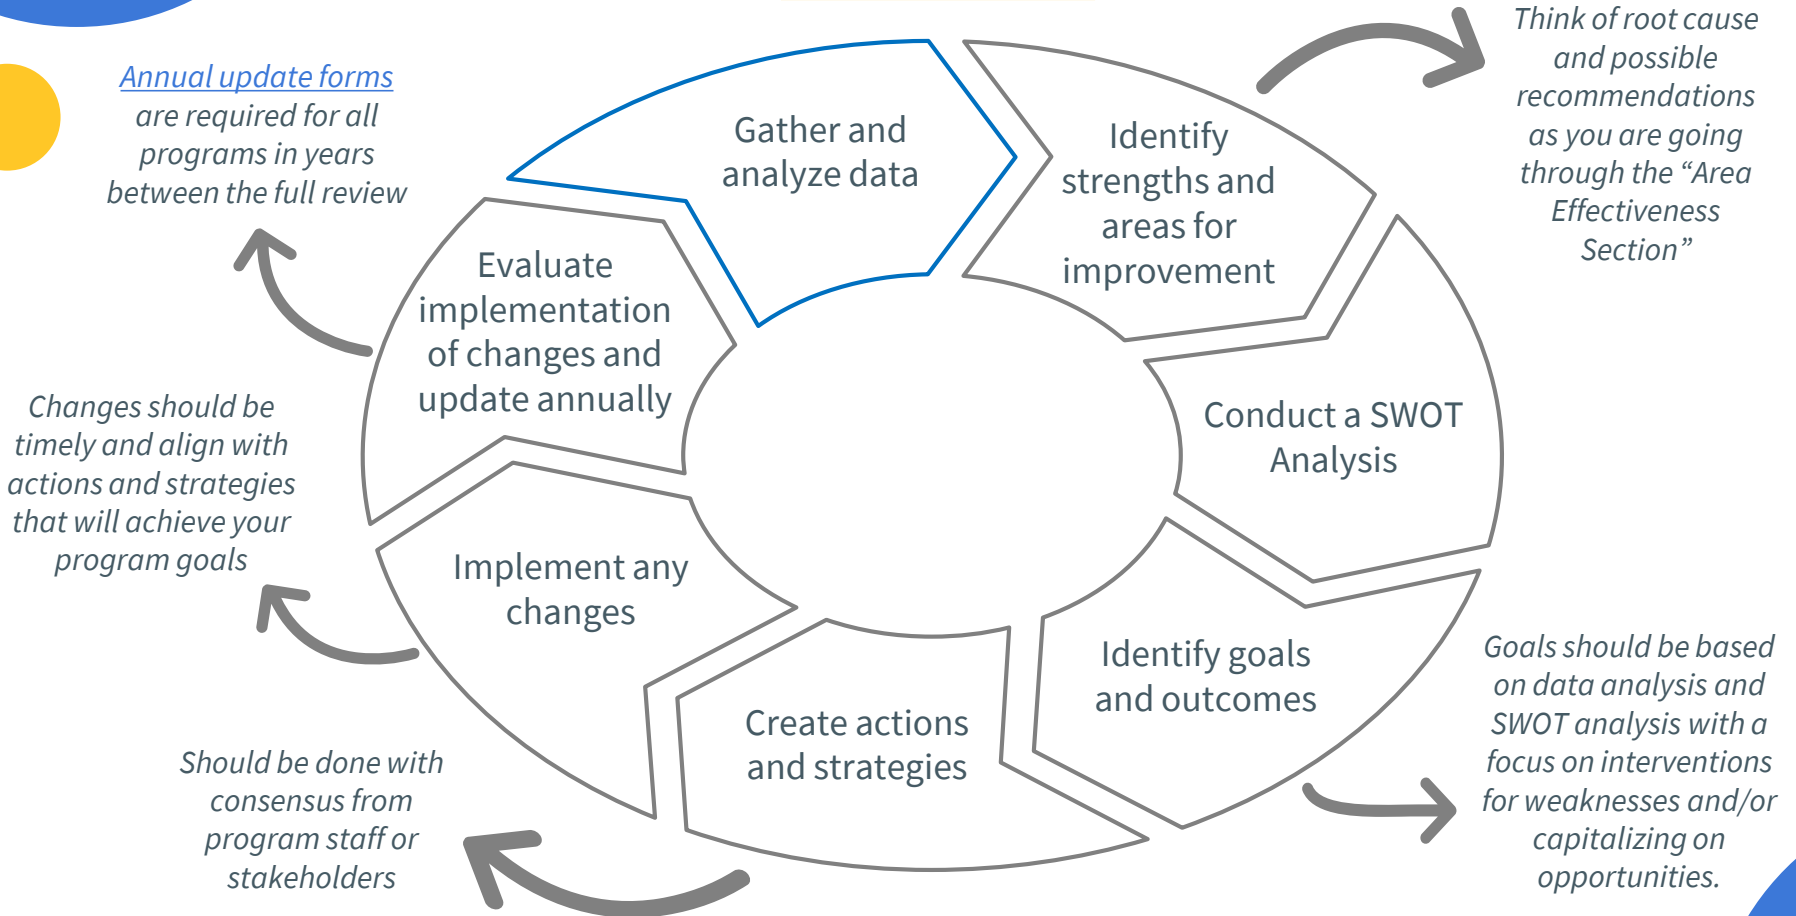 Gather and
analyze data
Identify
strengths and
areas for
improvement
Think of root cause
and possible
recommendations
as you are going
through the “Area
Effectiveness
Section”
Conduct a SWOT
Analysis
Identify goals
and outcomes
Goals should be based
on data analysis and
SWOT analysis with a
focus on interventions
for weaknesses and/or
capitalizing on
opportunities.
Create actions
and strategies
Should be done with
consensus from
program staff or
stakeholders
Implement any
changes
Changes should be
timely and align with
actions and strategies
that will achieve your
program goals
Evaluate
implementation
of changes and
update annually
Annual update forms
are required for all
programs in years
between the full review